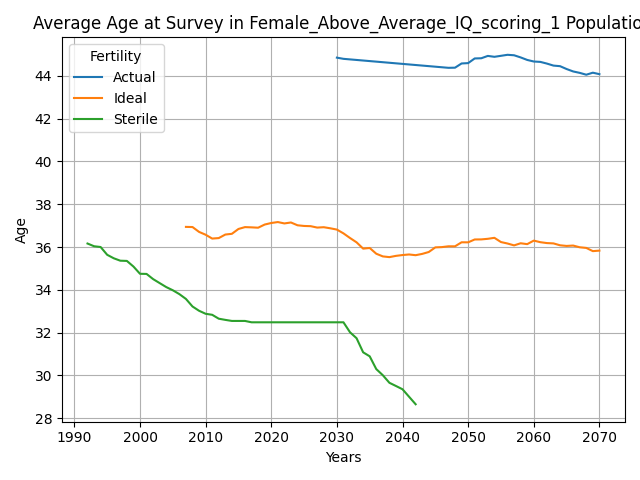 Average Age at Survey in Female_Above_Average_IQ_scoring_1 Populatio
Fertility
Actual
Ideal
Sterile
Age
44
42
40
38
36
34
32
30
28
1990 2000 2010 2020 2030 2040 2050 2060 2070
Years